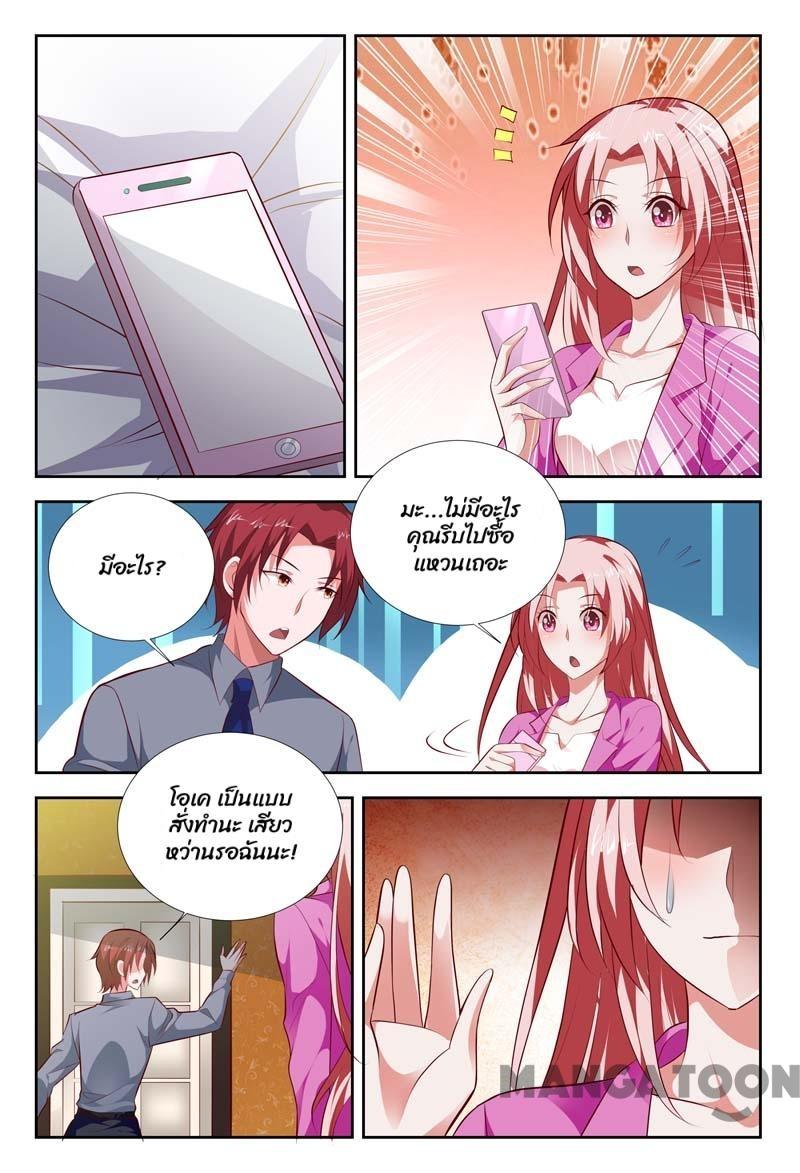 มีอะไร?
มะ...ไม่มีอะไร
คุณรีบไปซื้อ
แหวนเถอะ
โอเค เป็นแบบ
สั่งทำนะ เสี่ยว
หว่านรอฉันนะ!
MANGATOON